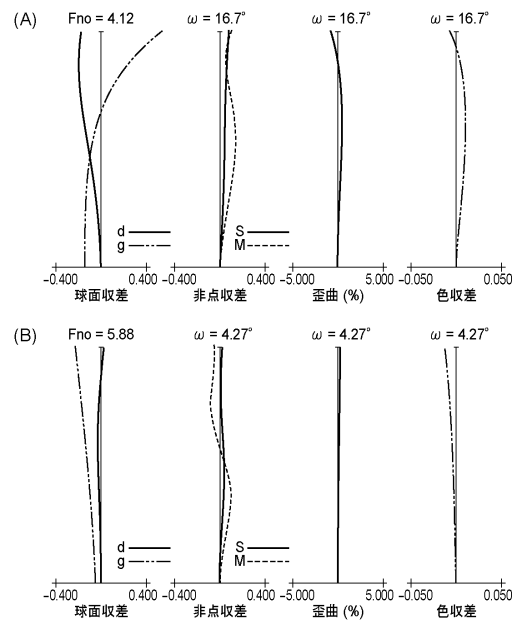 (A) Fno = 4.12 ω = 16.7° ω = 16.7° ω = 16.7°
d S
g M
-0.400 0.400 -0.400 0.400 -5.000 5.000 -0.050 0.050
球面収差 非点収差 歪曲 (%) 色収差
(B) Fno = 5.88 ω = 4.27° ω = 4.27° ω = 4.27°
d S
g M
-0.400 0.400 -0.400 0.400 -5.000 5.000 -0.050 0.050
球面収差 非点収差 歪曲 (%) 色収差